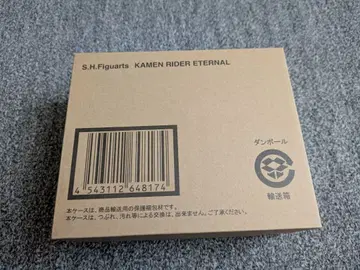 S.H.Figuarts KAMEN RIDER ETERNAL
ダンボール
4 543112 648174
輸送箱
本ケースは、商品輸送用の保護梱包材です。
本ケースは、つぶれ、汚れ等による交換は、出来ません。ご了承ください。